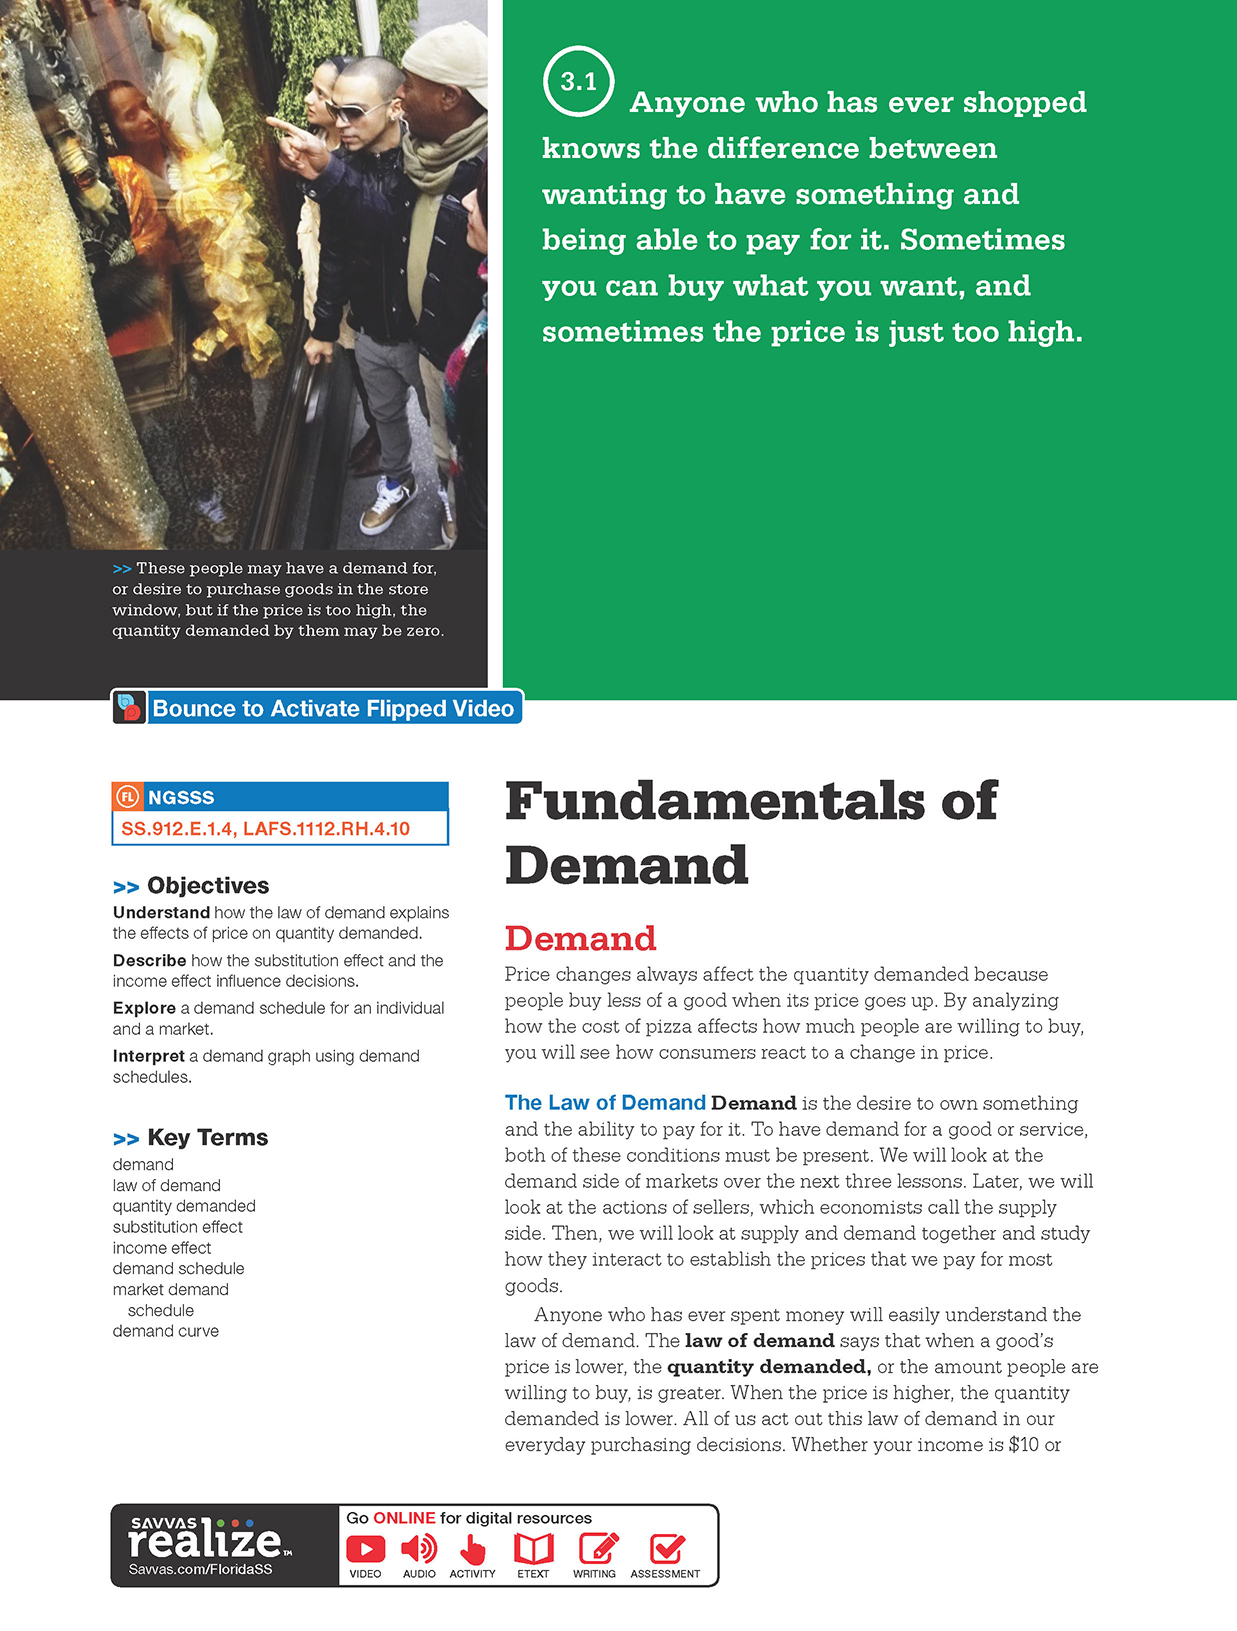 3.1 Anyone who has ever shopped
knows the difference between
wanting to have something and
being able to pay for it. Sometimes
you can buy what you want, and
sometimes the price is just too high.
>> These people may have a demand for,
or desire to purchase goods in the store
window, but if the price is too high, the
quantity demanded by them may be zero.
Bounce to Activate Flipped Video
FL NGSSS
SS.912.E.1.4, LAFS.1112.RH.4.10
>> Objectives
Understand how the law of demand explains
the effects of price on quantity demanded.
Describe how the substitution effect and the
income effect influence decisions.
Explore a demand schedule for an individual
and a market.
Interpret a demand graph using demand
schedules.
>> Key Terms
demand
law of demand
quantity demanded
substitution effect
income effect
demand schedule
market demand
schedule
demand curve
Fundamentals of
Demand
Demand
Price changes always affect the quantity demanded because
people buy less of a good when its price goes up. By analyzing
how the cost of pizza affects how much people are willing to buy,
you will see how consumers react to a change in price.
The Law of Demand Demand is the desire to own something
and the ability to pay for it. To have demand for a good or service,
both of these conditions must be present. We will look at the
demand side of markets over the next three lessons. Later, we will
look at the actions of sellers, which economists call the supply
side. Then, we will look at supply and demand together and study
how they interact to establish the prices that we pay for most
goods.
Anyone who has ever spent money will easily understand the
law of demand. The law of demand says that when a good's
price is lower, the quantity demanded, or the amount people are
willing to buy, is greater. When the price is higher, the quantity
demanded is lower. All of us act out this law of demand in our
everyday purchasing decisions. Whether your income is $10 or
SAVVAS
realize™
Savvas.com/FloridaSS
Go ONLINE for digital resources
VIDEO AUDIO ACTIVITY ETEXT WRITING ASSESSMENT